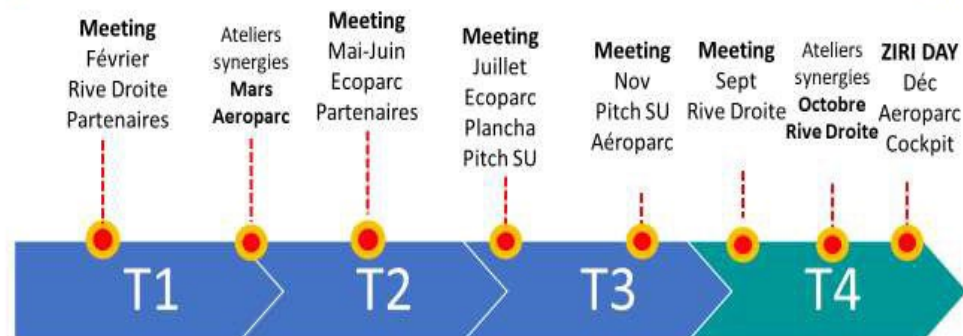 Meeting
Février
Rive Droite
Partenaires
Ateliers
synergies
Mars
Aeroparc
Meeting
Mai-Juin
Ecoparc
Partenaires
Meeting
Juillet
Ecoparc
Plancha
Pitch SU
Meeting
Nov
Pitch SU
Aéroparc
Meeting
Sept
Rive Droite
Ateliers
synergies
Octobre
Rive Droite
ZIRI DAY
Déc
Aeroparc
Cockpit
T1
T2
T3
T4